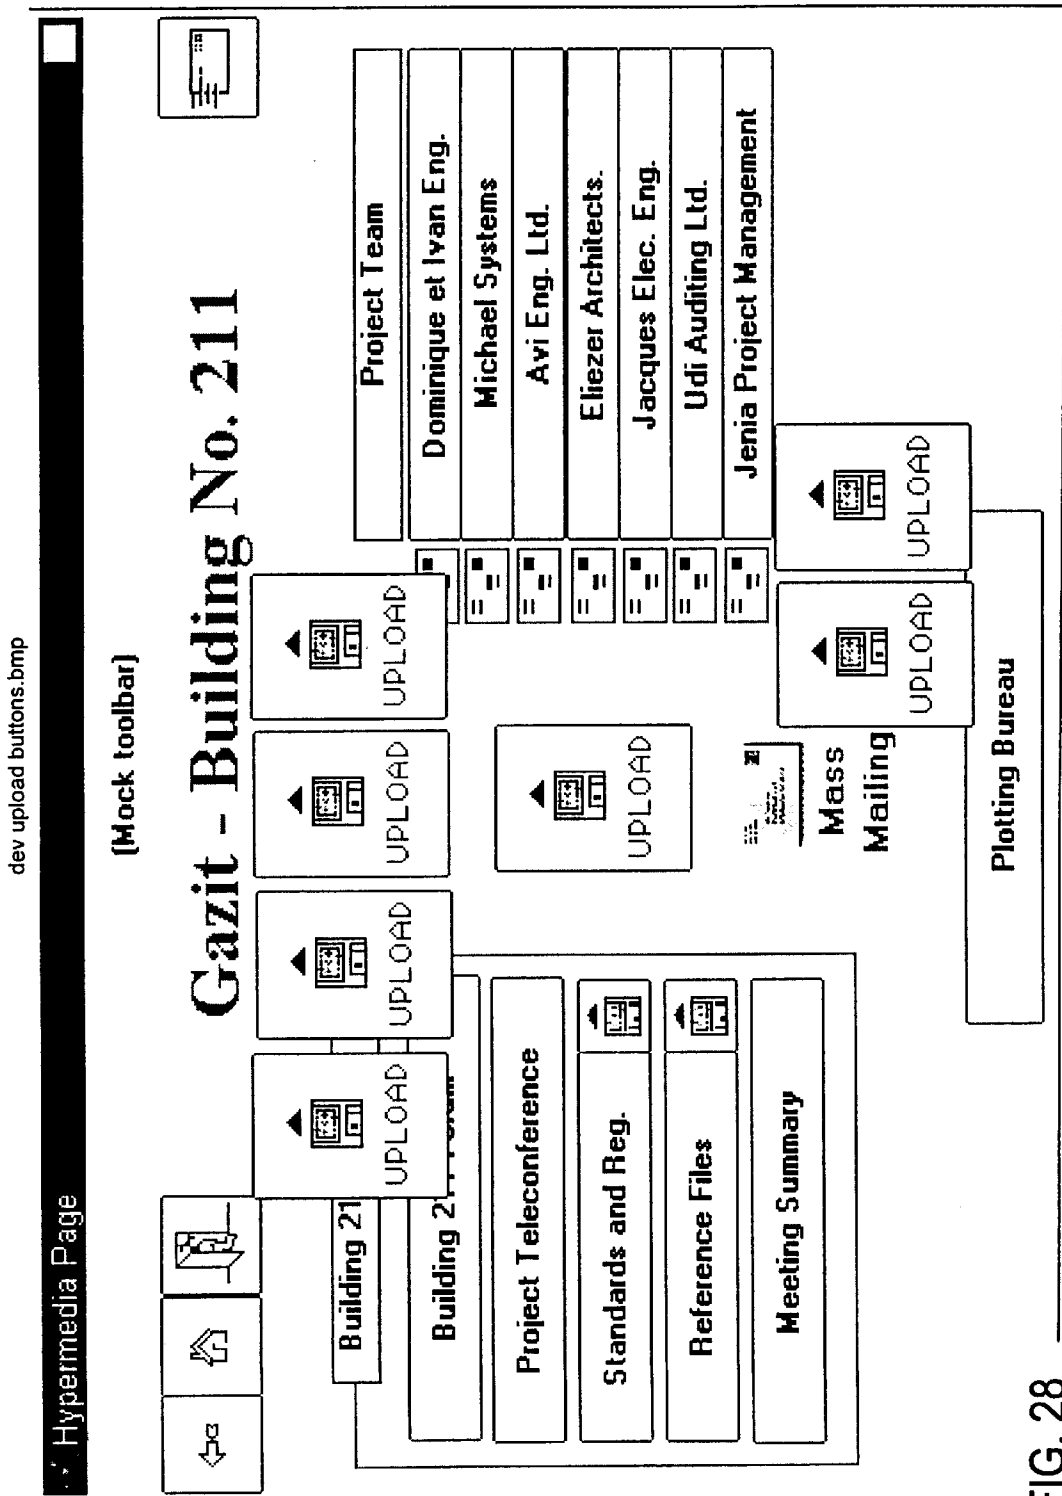 dev upload buttons.bmp
Hypermedia Page
(Mock toolbar)
Gazit - Building No. 211
UPLOAD
UPLOAD
UPLOAD
UPLOAD
Building 21
Building 21
Project Teleconference
Standards and Reg.
Reference Files
Meeting Summary
UPLOAD
Mass
Mailing
Project Team
Dominique et Ivan Eng.
Michael Systems
Avi Eng. Ltd.
Eliezer Architects.
Jacques Elec. Eng.
Udi Auditing Ltd.
Jenia Project Management
UPLOAD
UPLOAD
Plotting Bureau
FIG. 28